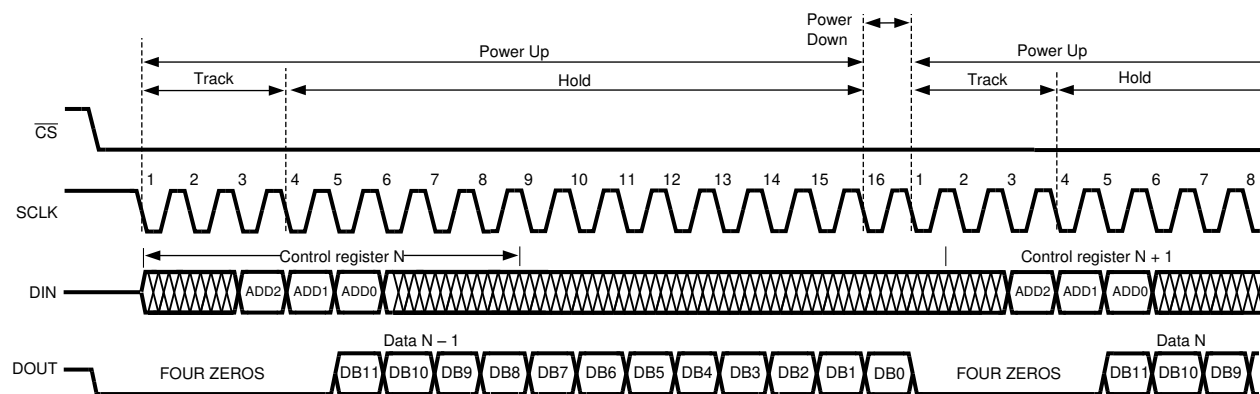 Power
Down
Power Up
Power Up
Track
Hold
Track
Hold
CS
1 2 3 4 5 6 7 8 9 10 11 12 13 14 15 16 1 2 3 4 5 6 7 8
SCLK
Control register N
Control register N + 1
DIN
ADD2 ADD1 ADD0
ADD2 ADD1 ADD0
Data N – 1
Data N
DOUT
FOUR ZEROS
DB11 DB10 DB9 DB8 DB7 DB6 DB5 DB4 DB3 DB2 DB1 DB0
FOUR ZEROS
DB11 DB10 DB9